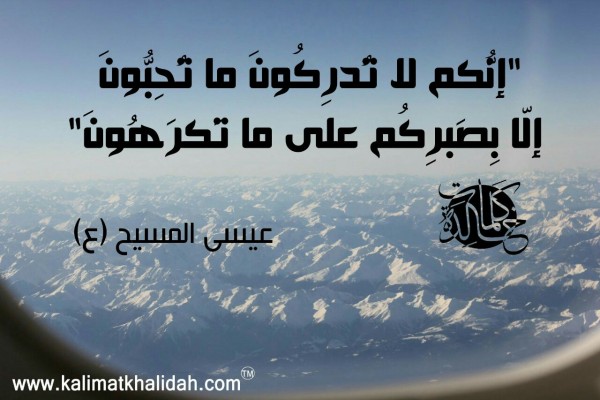 "إنُّكم لا تُدرِكُونَ ما تُحِبُّونَ
إلّا بِصَبرِكُم على ما تكرَهُونَ"
كلمات خالدة
عيسى المسيح (ع)
www.kalimatkhalidah.com™